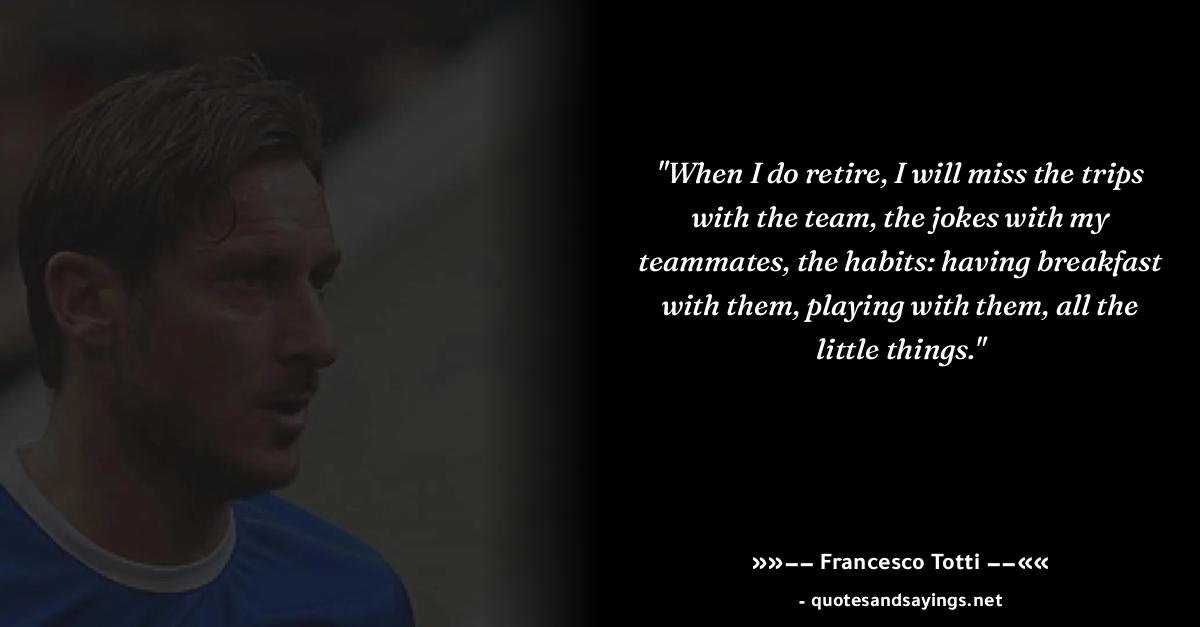 "When I do retire, I will miss the trips
with the team, the jokes with my
teammates, the habits: having breakfast
with them, playing with them, all the
little things."
»»−− Francesco Totti −−««
- quotesandsayings.net